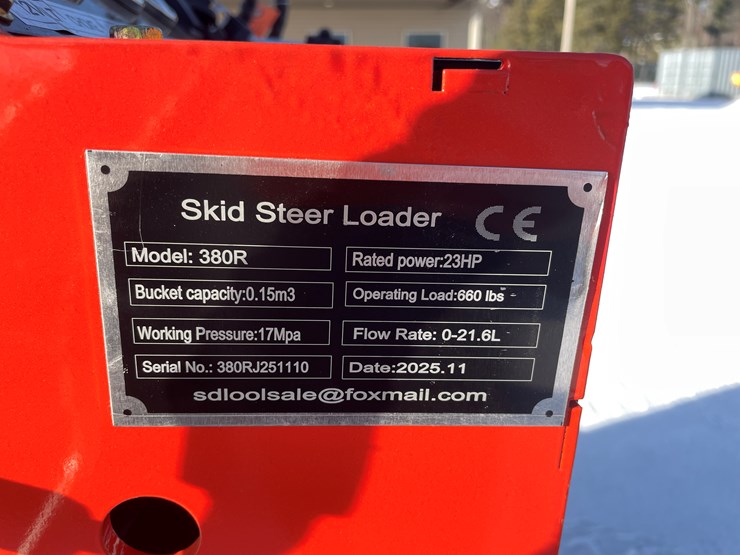 Skid Steer Loader CE
Model: 380R
Rated power:23HP
Bucket capacity:0.15m3
Operating Load:660 lbs
Working Pressure:17Mpa
Flow Rate: 0-21.6L
Serial No.: 380RJ251110
Date:2025.11
sdloolsale@foxmail.com